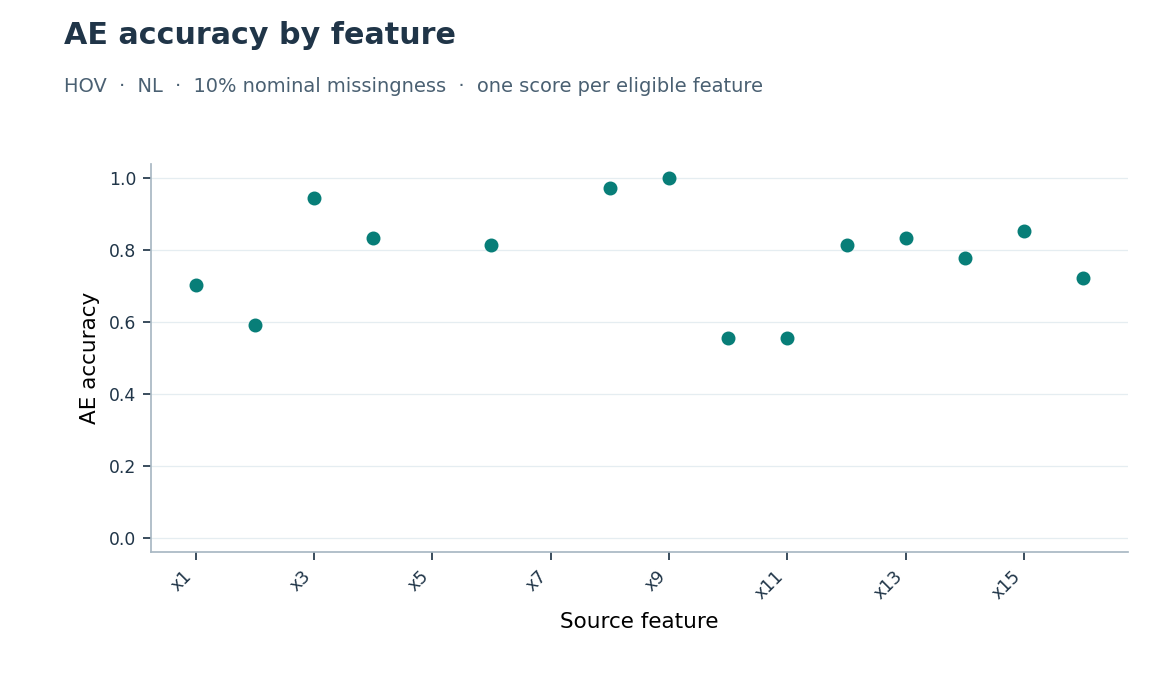 AE accuracy by feature
HOV · NL · 10% nominal missingness · one score per eligible feature
1.0
0.8
0.6
0.4
0.2
0.0
AE accuracy
x1 x3 x5 x7 x9 x11 x13 x15
Source feature